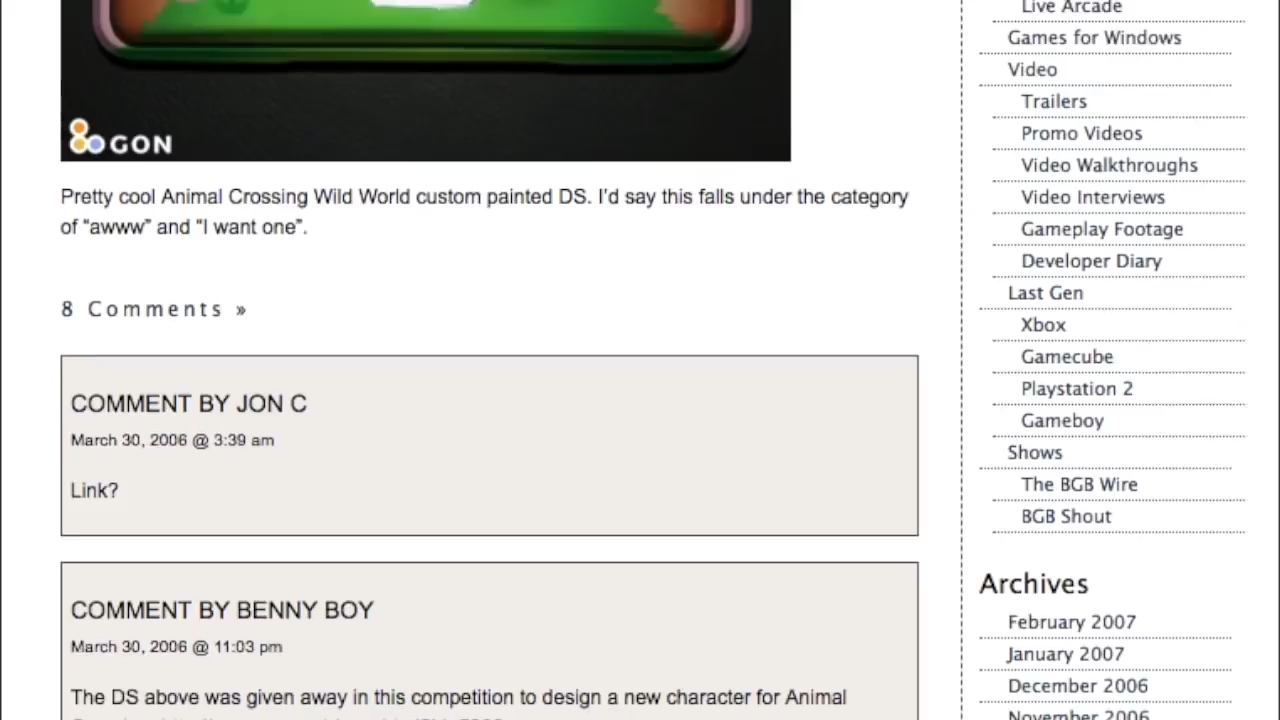 GON
Pretty cool Animal Crossing Wild World custom painted DS. I'd say this falls under the category
of “awww” and “I want one”.
8 Comments »
COMMENT BY JON C
March 30, 2006 @ 3:39 am
Link?
COMMENT BY BENNY BOY
March 30, 2006 @ 11:03 pm
The DS above was given away in this competition to design a new character for Animal
Live Arcade
Games for Windows
Video
Trailers
Promo Videos
Video Walkthroughs
Video Interviews
Gameplay Footage
Developer Diary
Last Gen
Xbox
Gamecube
Playstation 2
Gameboy
Shows
The BGB Wire
BGB Shout
Archives
February 2007
January 2007
December 2006
November 2006